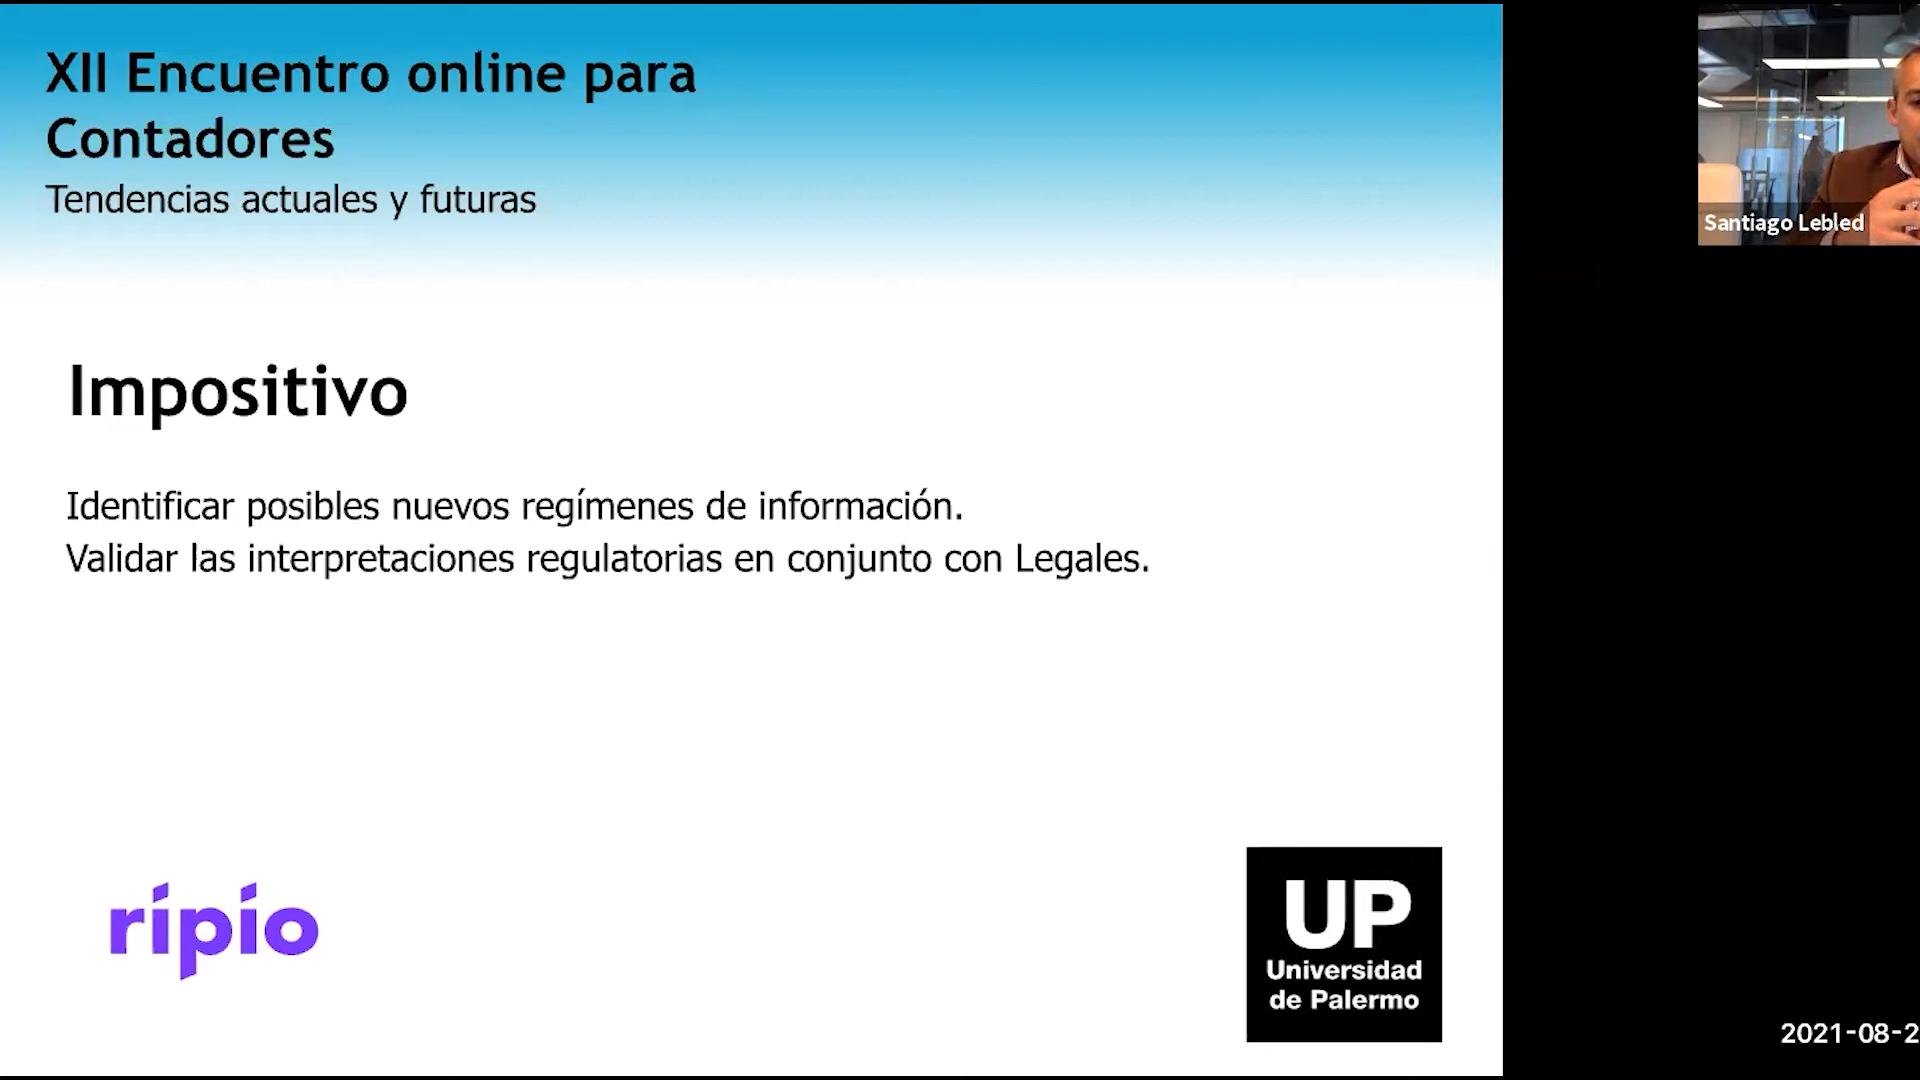 XII Encuentro online para
Contadores
Tendencias actuales y futuras
Santiago Lebled
Impositivo
Identificar posibles nuevos regímenes de información.
Validar las interpretaciones regulatorias en conjunto con Legales.
ripio
UP
Universidad
de Palermo
2021-08-2